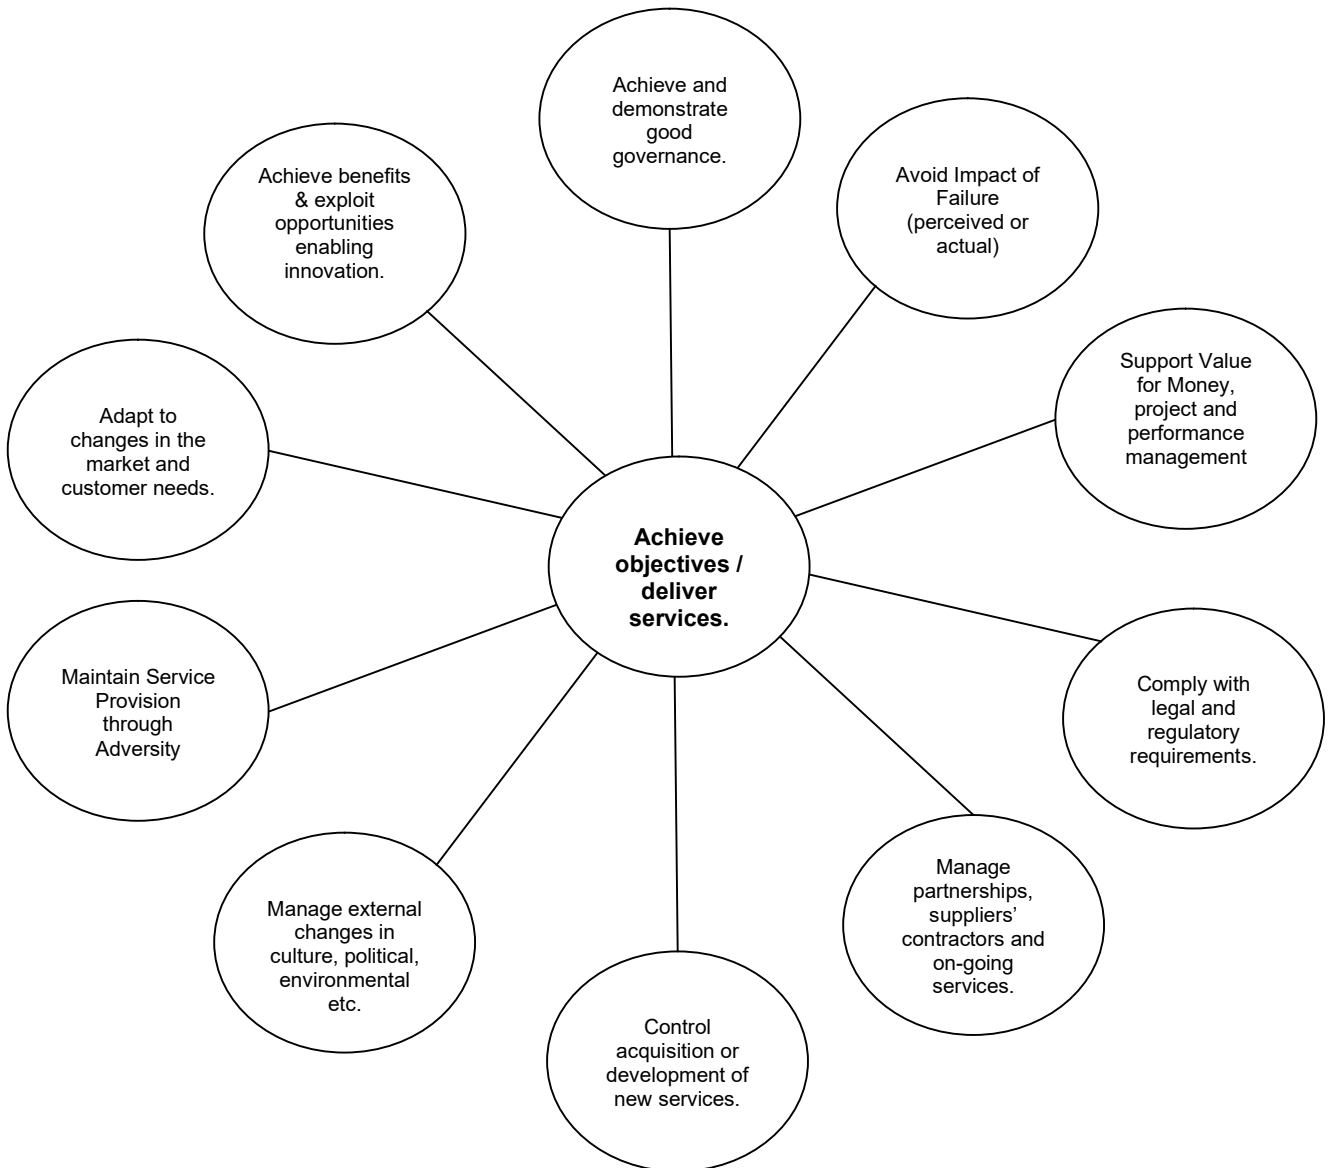 Achieve and
demonstrate
good
governance.
Avoid Impact of
Failure
(perceived or
actual)
Achieve benefits
& exploit
opportunities
enabling
innovation.
Support Value
for Money,
project and
performance
management
Adapt to
changes in the
market and
customer needs.
Achieve
objectives /
deliver
services.
Maintain Service
Provision
through
Adversity
Comply with
legal and
regulatory
requirements.
Manage
partnerships,
suppliers’
contractors and
on-going
services.
Manage external
changes in
culture, political,
environmental
etc.
Control
acquisition or
development of
new services.